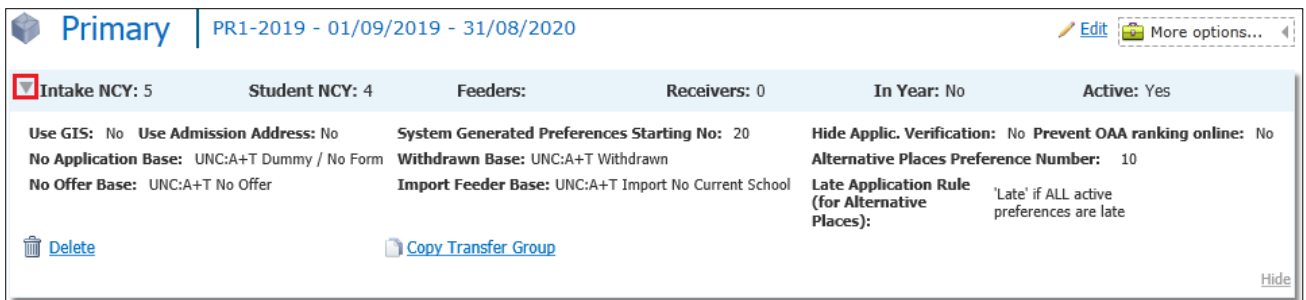 Primary PR1-2019 - 01/09/2019 - 31/08/2020 Edit More options...
Intake NCY: 5 Student NCY: 4 Feeders: Receivers: 0 In Year: No Active: Yes
Use GIS: No Use Admission Address: No System Generated Preferences Starting No: 20 Hide Applic. Verification: No Prevent OAA ranking online: No
No Application Base: UNC:A+T Dummy / No Form Withdrawn Base: UNC:A+T Withdrawn Alternative Places Preference Number: 10
No Offer Base: UNC:A+T No Offer Import Feeder Base: UNC:A+T Import No Current School Late Application Rule
(for Alternative 'Late' if ALL active
Places): preferences are late
Delete Copy Transfer Group
Hide